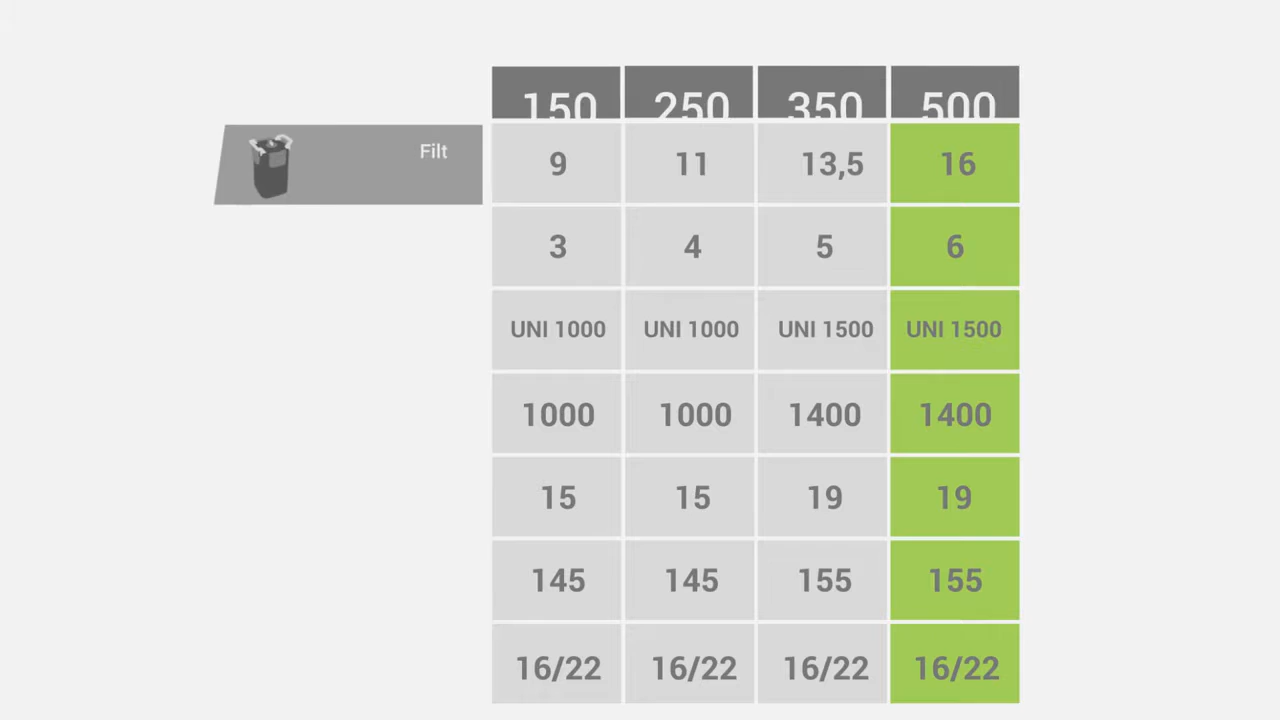 150 250 350 500
Filt 9 11 13,5 16
3 4 5 6
UNI 1000 UNI 1000 UNI 1500 UNI 1500
1000 1000 1400 1400
15 15 19 19
145 145 155 155
16/22 16/22 16/22 16/22